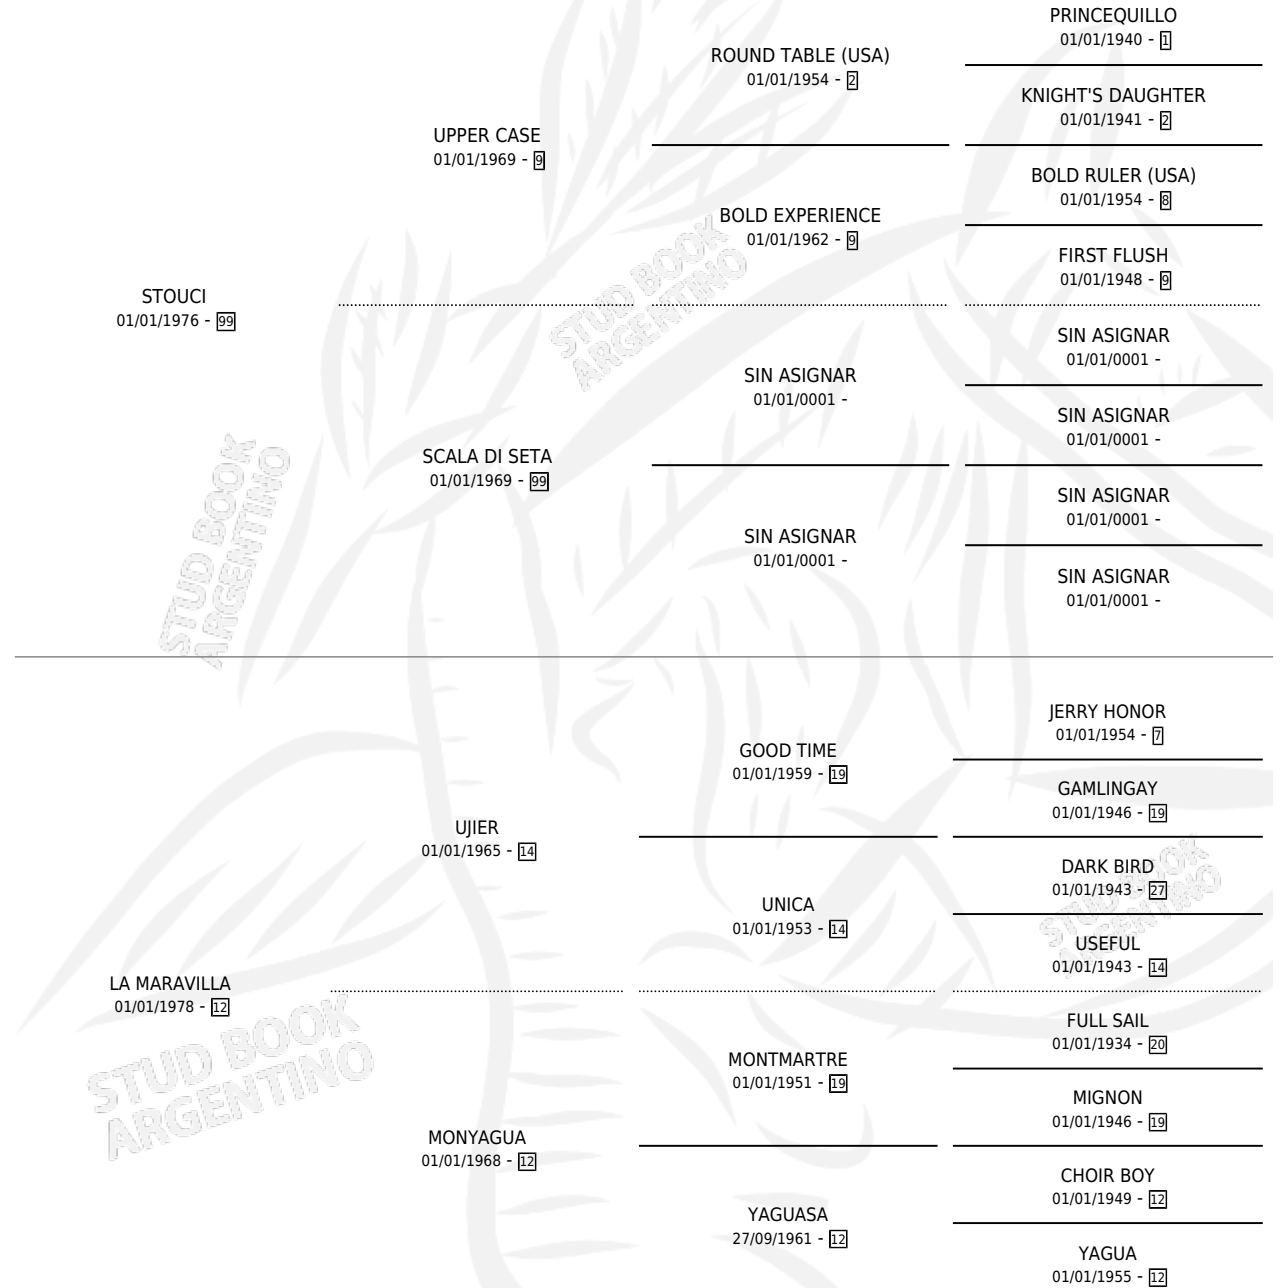 PRINCEQUILLO
01/01/1940 - 1
ROUND TABLE (USA)
01/01/1954 - 2
KNIGHT'S DAUGHTER
01/01/1941 - 2
UPPER CASE
01/01/1969 - 9
BOLD RULER (USA)
01/01/1954 - 8
BOLD EXPERIENCE
01/01/1962 - 9
FIRST FLUSH
01/01/1948 - 9
STOUCI
01/01/1976 - 99
SIN ASIGNAR
01/01/0001 -
SIN ASIGNAR
01/01/0001 -
SIN ASIGNAR
01/01/0001 -
SCALA DI SETA
01/01/1969 - 99
SIN ASIGNAR
01/01/0001 -
SIN ASIGNAR
01/01/0001 -
SIN ASIGNAR
01/01/0001 -
JERRY HONOR
01/01/1954 - 7
GOOD TIME
01/01/1959 - 19
GAMLINGAY
01/01/1946 - 19
UJIER
01/01/1965 - 14
DARK BIRD
01/01/1943 - 27
UNICA
01/01/1953 - 14
USEFUL
01/01/1943 - 14
LA MARAVILLA
01/01/1978 - 12
FULL SAIL
01/01/1934 - 20
MONTMARTRE
01/01/1951 - 19
MIGNON
01/01/1946 - 19
MONYAGUA
01/01/1968 - 12
CHOIR BOY
01/01/1949 - 12
YAGUASA
27/09/1961 - 12
YAGUA
01/01/1955 - 12
STUD BOOK
ARGENTINO
STUD BOOK
ARGENTINO
STUD BOOK
ARGENTINO
STUD BOOK
ARGENTINO